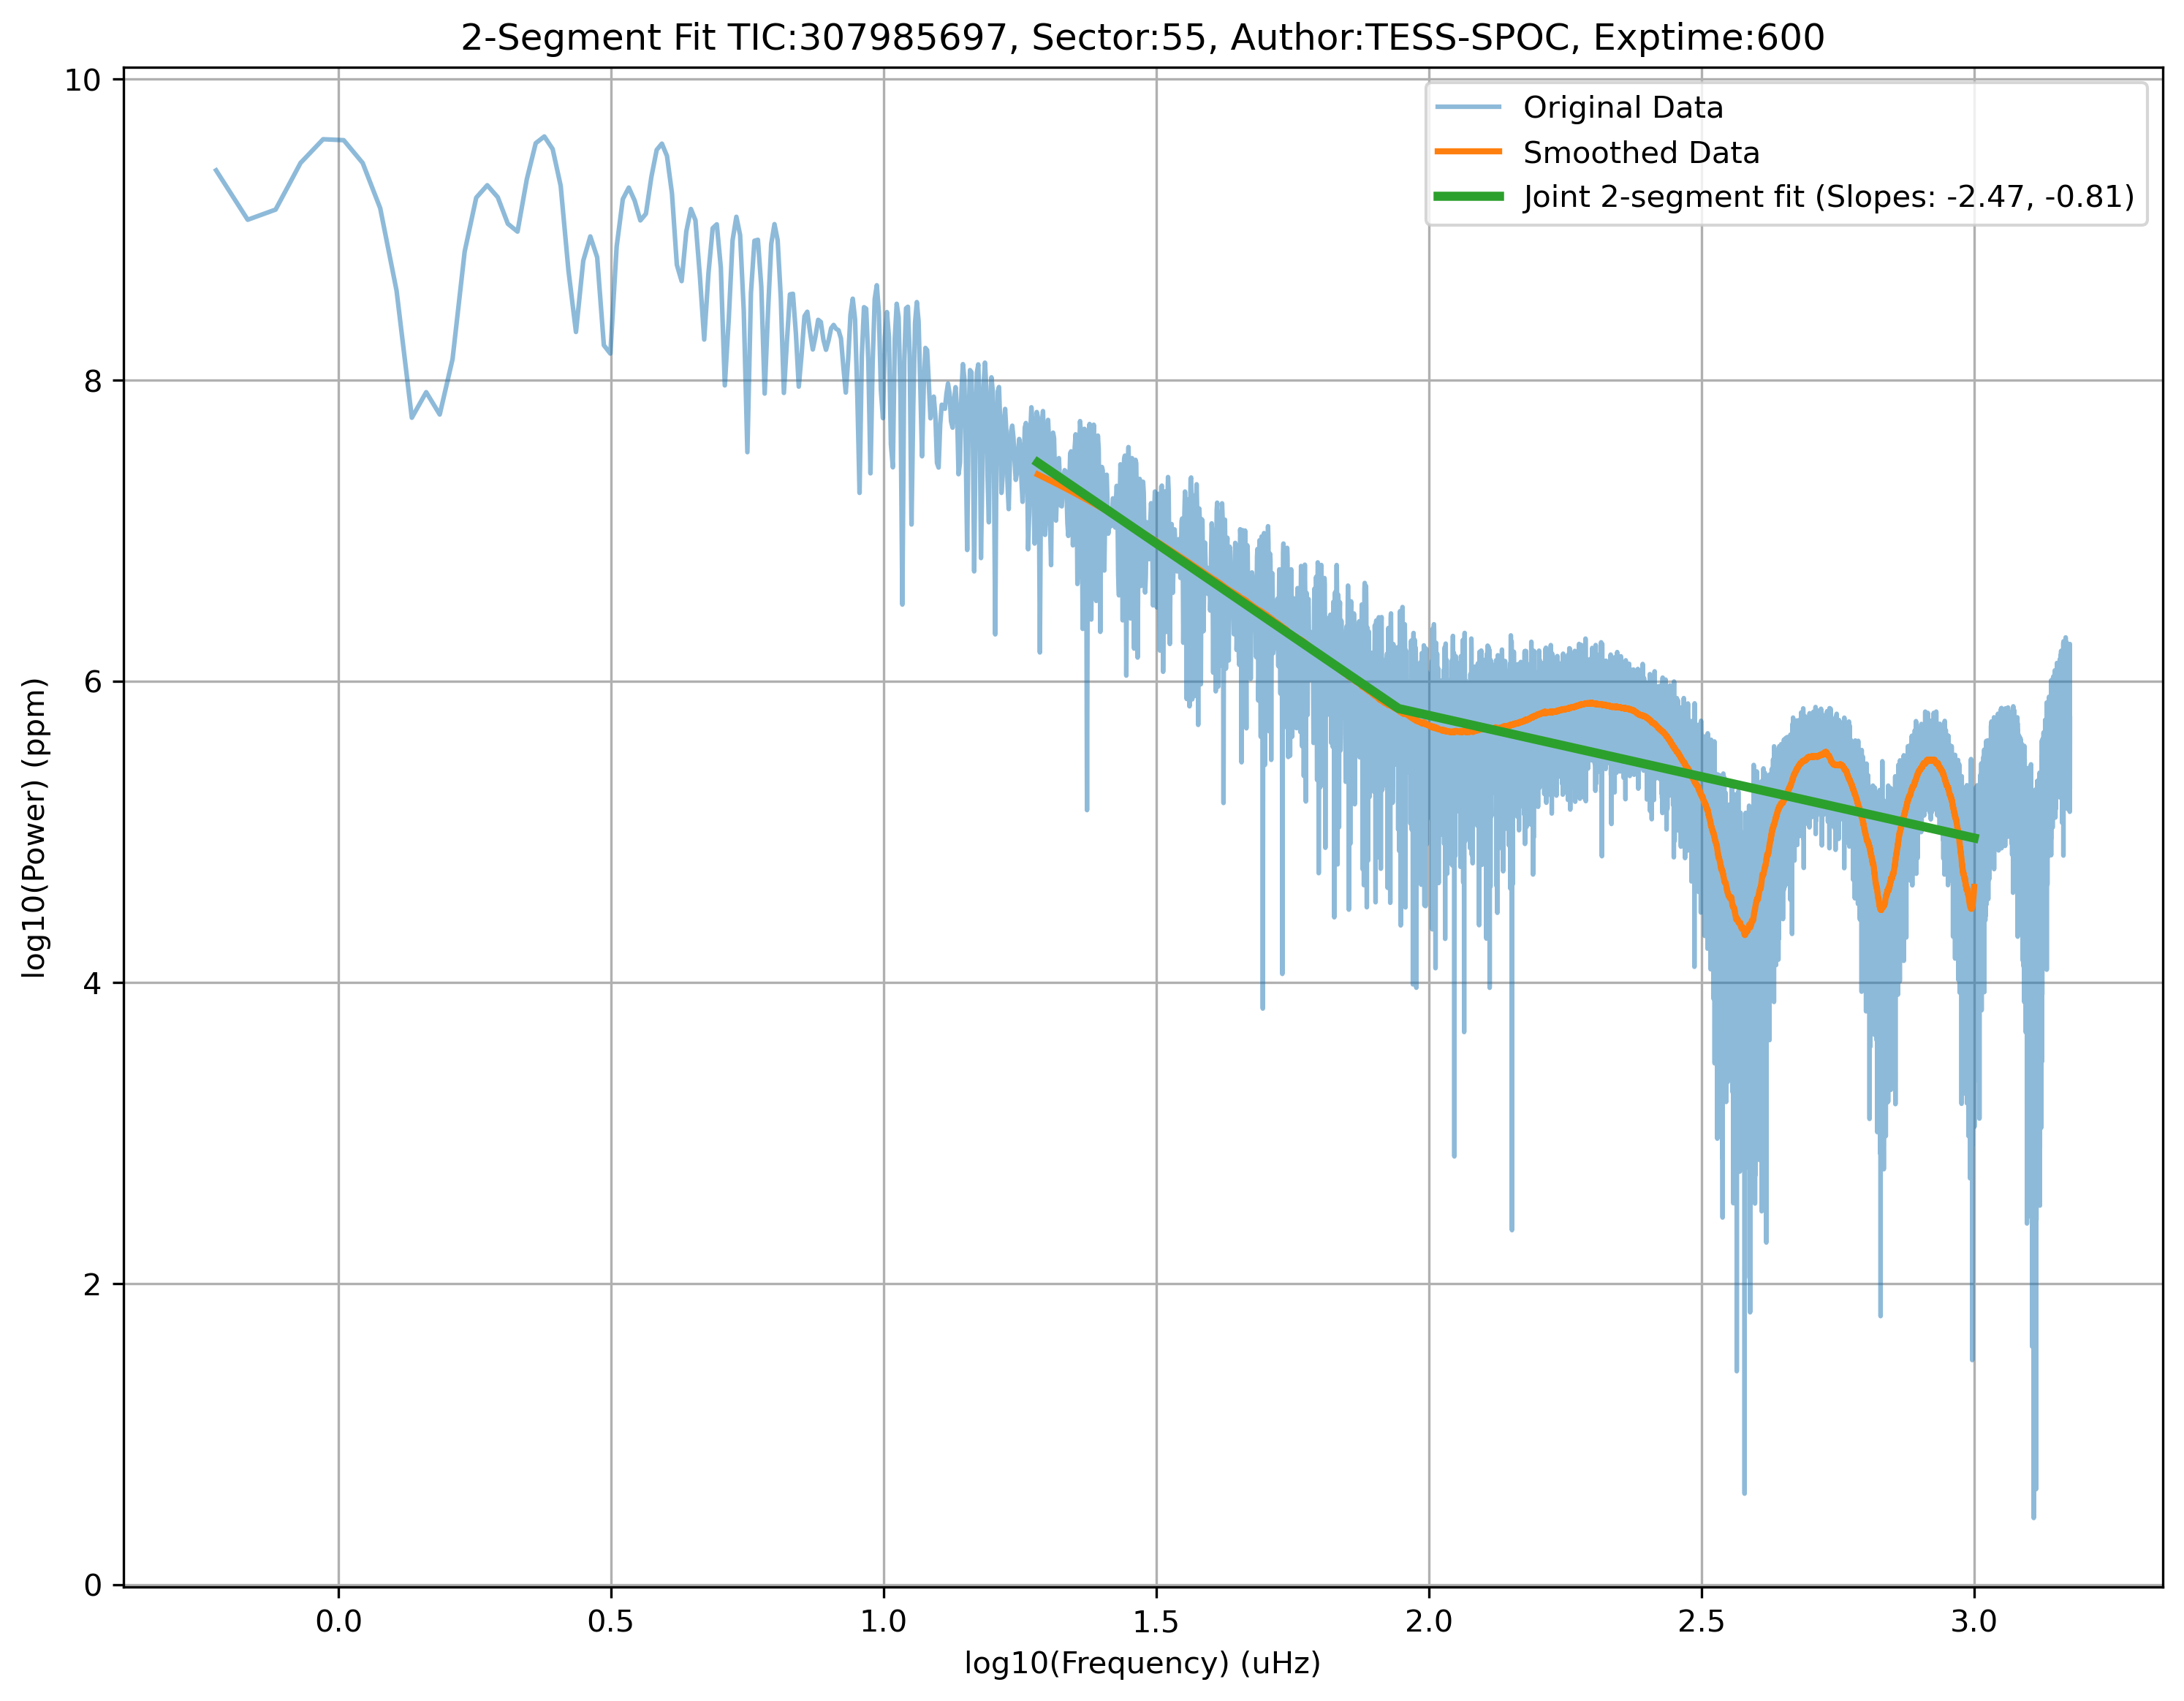 2-Segment Fit TIC:307985697, Sector:55, Author:TESS-SPOC, Exptime:600
Original Data
Smoothed Data
Joint 2-segment fit (Slopes: -2.47, -0.81)
log10(Power) (ppm)
10
8
6
4
2
0
0.0 0.5 1.0 1.5 2.0 2.5 3.0
log10(Frequency) (uHz)